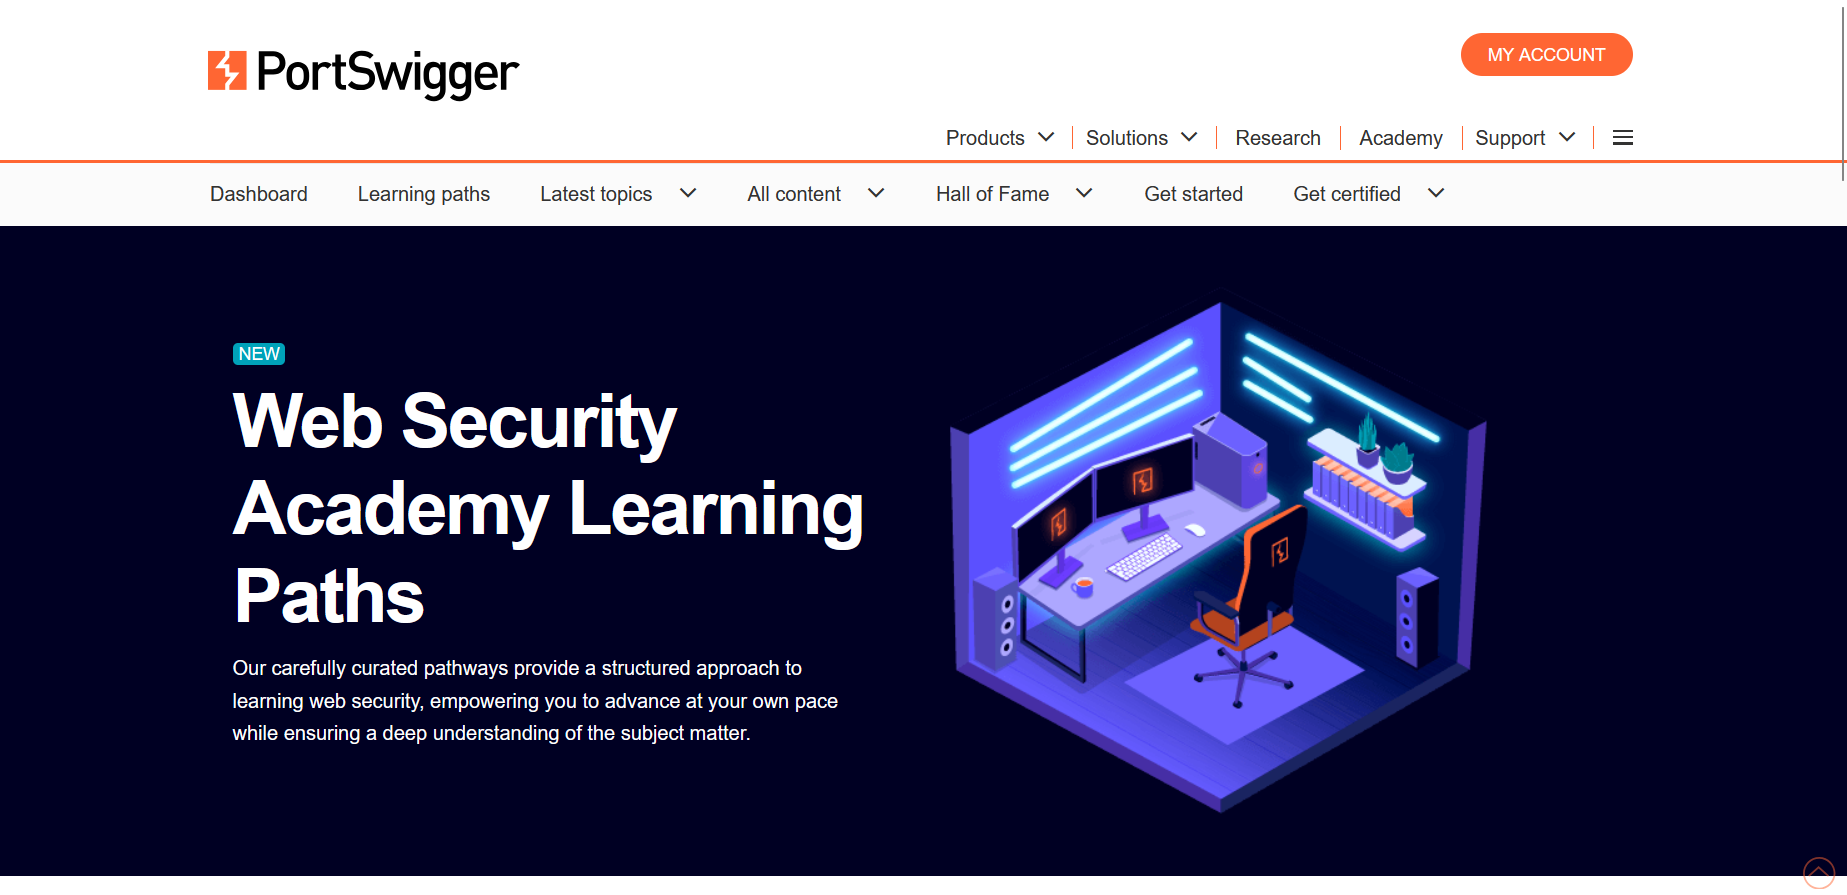 PortSwigger
MY ACCOUNT
Products Solutions Research Academy Support
Dashboard Learning paths Latest topics All content Hall of Fame Get started Get certified
NEW
Web Security
Academy Learning
Paths
Our carefully curated pathways provide a structured approach to
learning web security, empowering you to advance at your own pace
while ensuring a deep understanding of the subject matter.